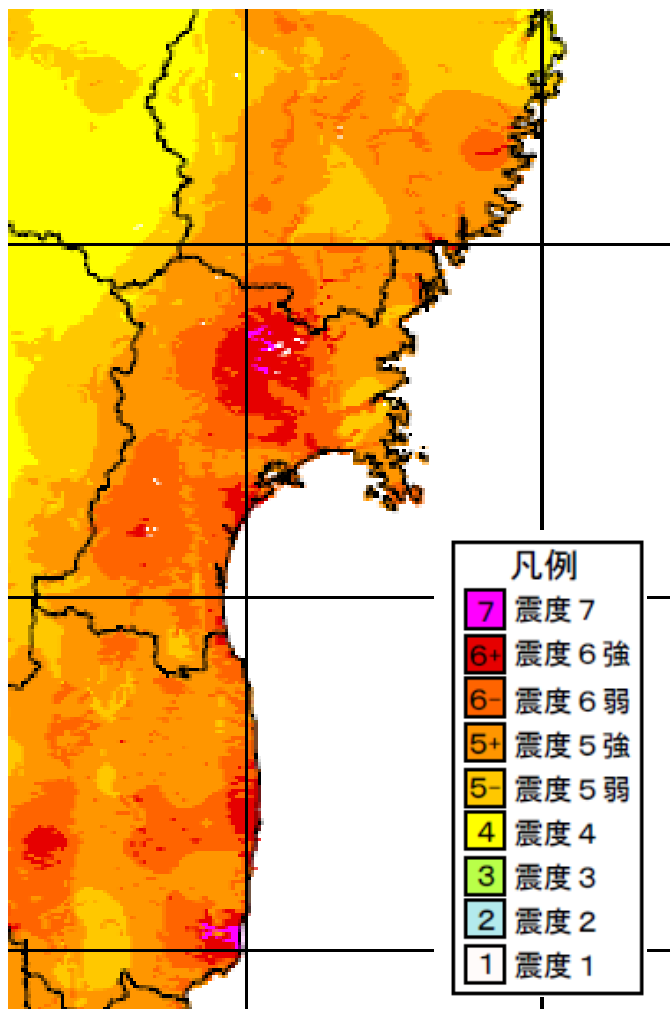 凡例
7 震度７
6+ 震度６強
6- 震度６弱
5+ 震度５強
5- 震度５弱
4 震度４
3 震度３
2 震度２
1 震度１